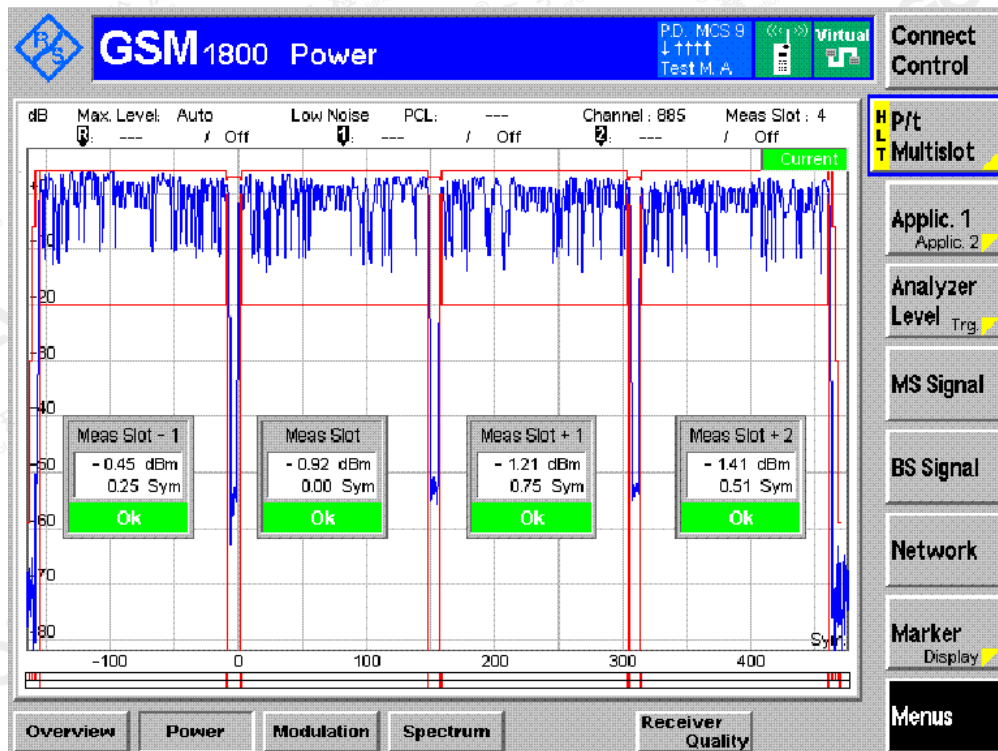 R/S
GSM 1800 Power
P.D. MCS 9
↓ ↑↑↑↑
Test M. A.
Virtual
Connect
Control
dB Max. Level: Auto Low Noise PCL: --- Channel : 885 Meas Slot : 4
R: --- / Off 1: --- / Off 2: --- / Off
Current
HLT
P/t
Multislot
Applic. 1
Applic. 2
Analyzer
Level Trg.
MS Signal
BS Signal
Network
Marker
Display
Menus
-10
-20
-30
-40
-50
-60
-70
-80
Meas Slot - 1
- 0.45 dBm
0.25 Sym
Ok
Meas Slot
- 0.92 dBm
0.00 Sym
Ok
Meas Slot + 1
- 1.21 dBm
0.75 Sym
Ok
Meas Slot + 2
- 1.41 dBm
0.51 Sym
Ok
-100 0 100 200 300 400
Overview Power Modulation Spectrum Receiver
Quality